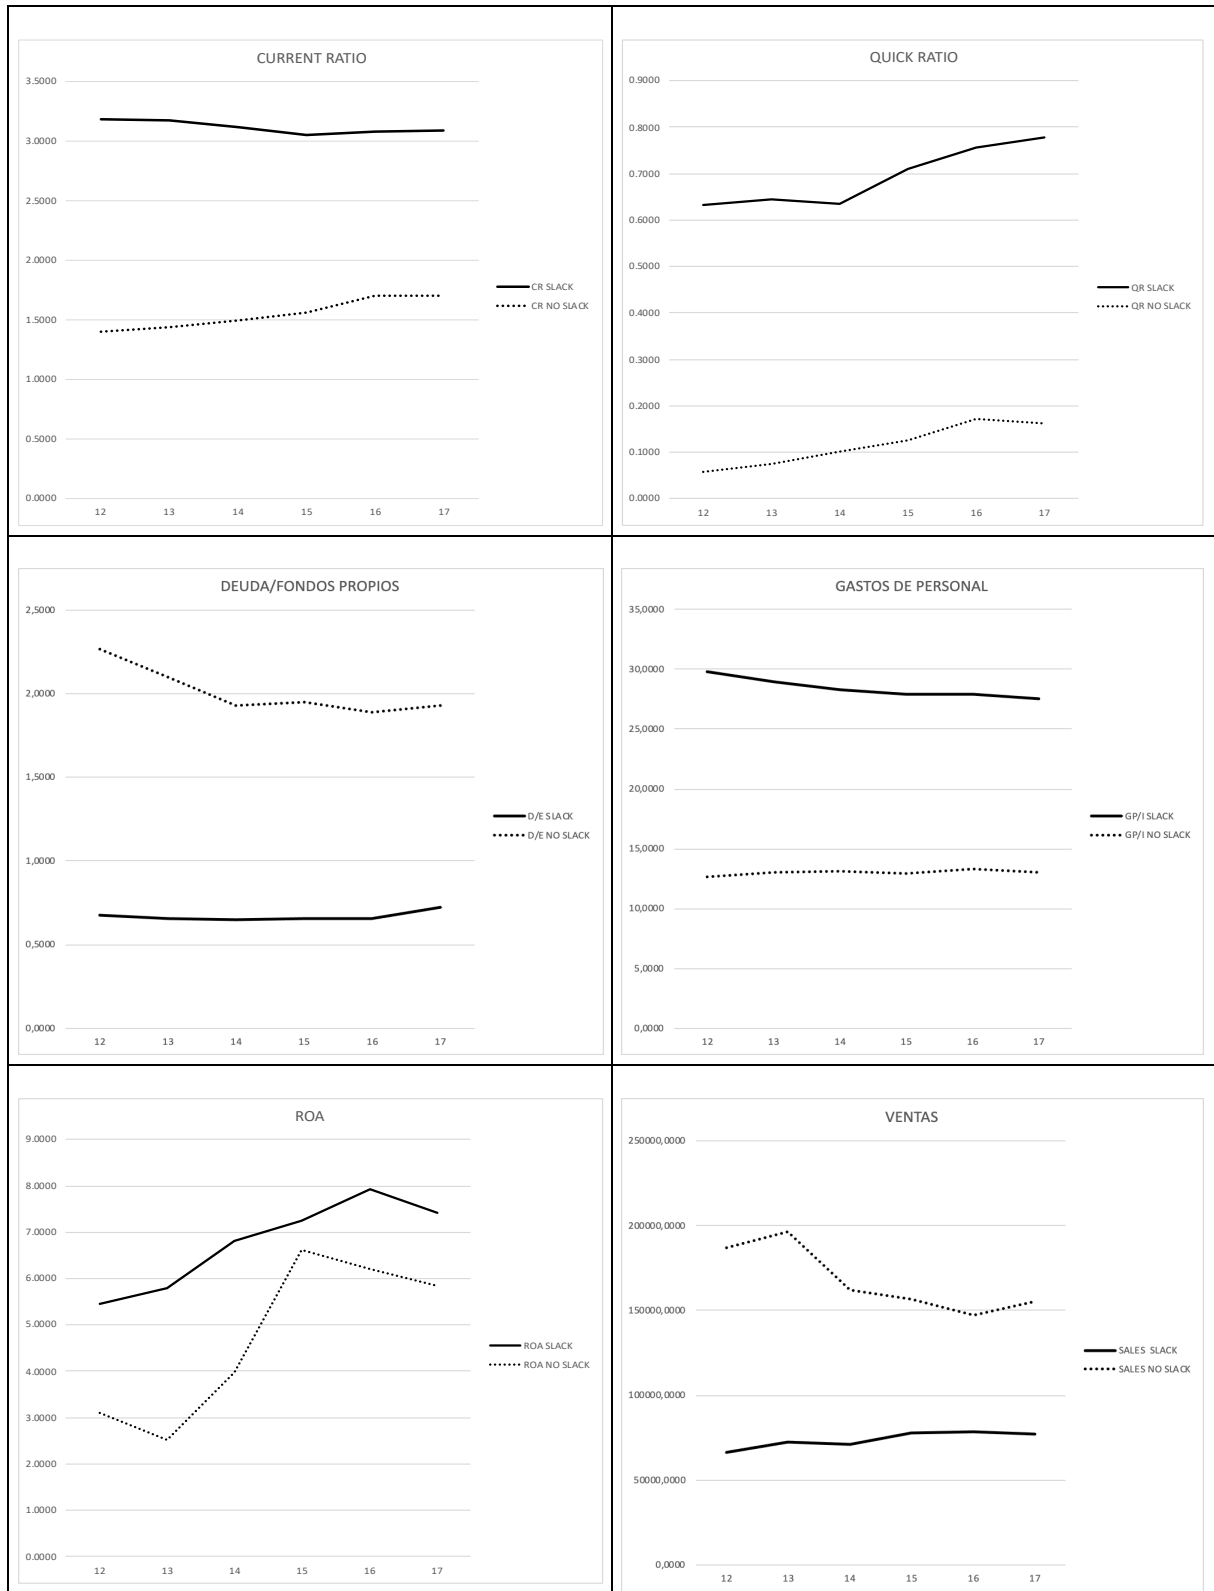 CURRENT RATIO
3.5000
3.0000
2.5000
2.0000
1.5000
1.0000
0.5000
0.0000
12 13 14 15 16 17
CR SLACK
CR NO SLACK
QUICK RATIO
0.9000
0.8000
0.7000
0.6000
0.5000
0.4000
0.3000
0.2000
0.1000
0.0000
12 13 14 15 16 17
QR SLACK
QR NO SLACK
DEUDA/FONDOS PROPIOS
2,5000
2,0000
1,5000
1,0000
0,5000
0,0000
12 13 14 15 16 17
D/E SLACK
D/E NO SLACK
GASTOS DE PERSONAL
35,0000
30,0000
25,0000
20,0000
15,0000
10,0000
5,0000
0,0000
12 13 14 15 16 17
GP/I SLACK
GP/I NO SLACK
ROA
9.0000
8.0000
7.0000
6.0000
5.0000
4.0000
3.0000
2.0000
1.0000
0.0000
12 13 14 15 16 17
ROA SLACK
ROA NO SLACK
VENTAS
250000,0000
200000,0000
150000,0000
100000,0000
50000,0000
0,0000
12 13 14 15 16 17
SALES SLACK
SALES NO SLACK